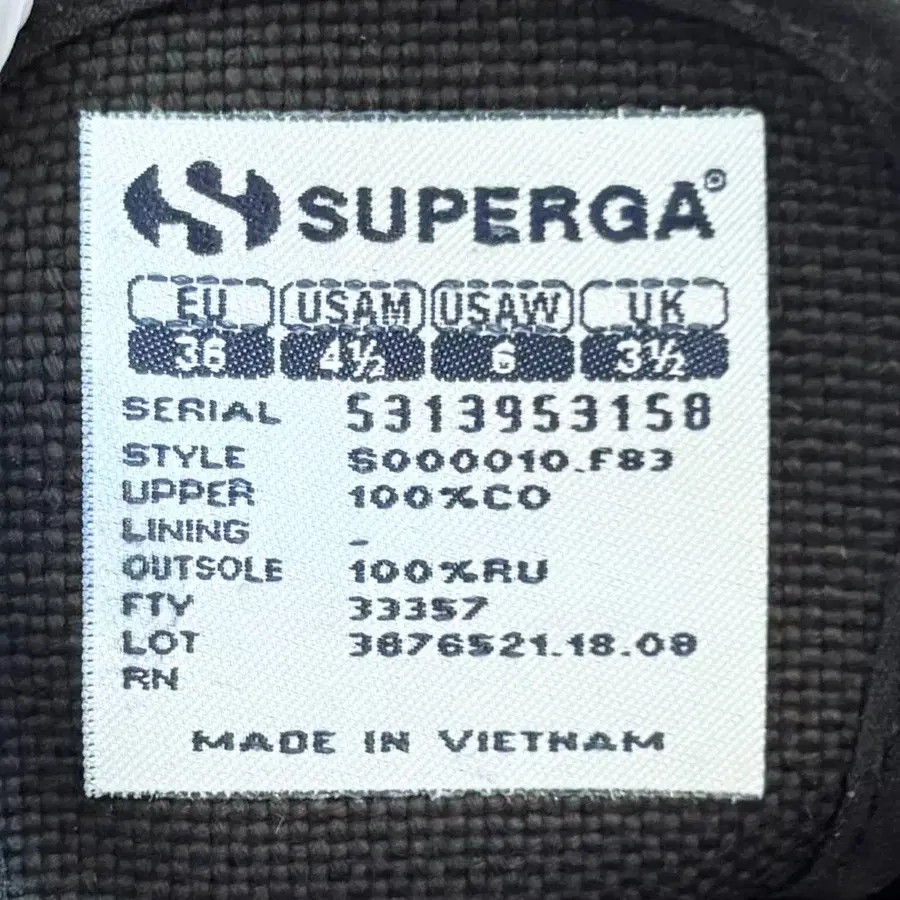 SUPERGA®
EU USAM USAW UK
36 4½ 6 3½
SERIAL 5313953158
STYLE S000010.F83
UPPER 100%CO
LINING -
OUTSOLE 100%RU
FTY 33357
LOT 3876521.18.08
RN
MADE IN VIETNAM